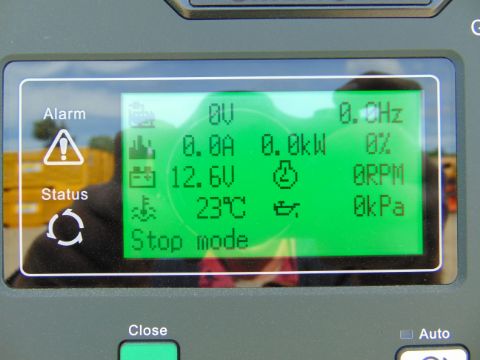 Alarm
0V 0.0Hz
0.0A 0.0kW 0%
Status
12.6V 0RPM
23℃ 0kPa
Stop mode
Close
Auto